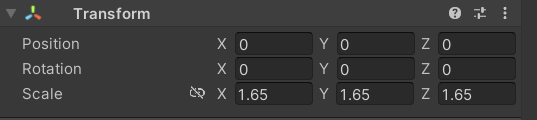 Transform
Position X 0 Y 0 Z 0
Rotation X 0 Y 0 Z 0
Scale X 1.65 Y 1.65 Z 1.65